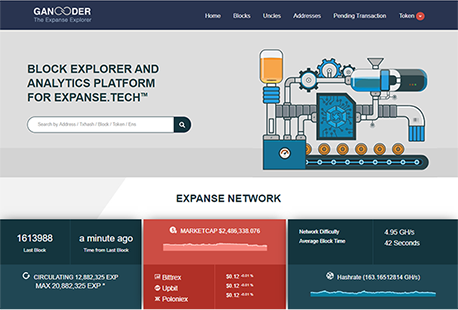 GANOODER
The Expanse Explorer
Home Blocks Uncles Addresses Pending Transaction Token
BLOCK EXPLORER AND
ANALYTICS PLATFORM
FOR EXPANSE.TECH™
Search by Address / Txhash / Block / Token / Ens
EXPANSE NETWORK
1613988
Last Block
a minute ago
Time from Last Block
MARKETCAP $2,486,338.076
Network Difficulty 4.95 GH/s
Average Block Time 42 Seconds
CIRCULATING 12,882,325 EXP
MAX 20,882,325 EXP *
Bittrex $0.12 -0.01 %
Upbit $0.12 -0.01 %
Poloniex $0.12 -0.01 %
Hashrate (163.16512814 GH/s)